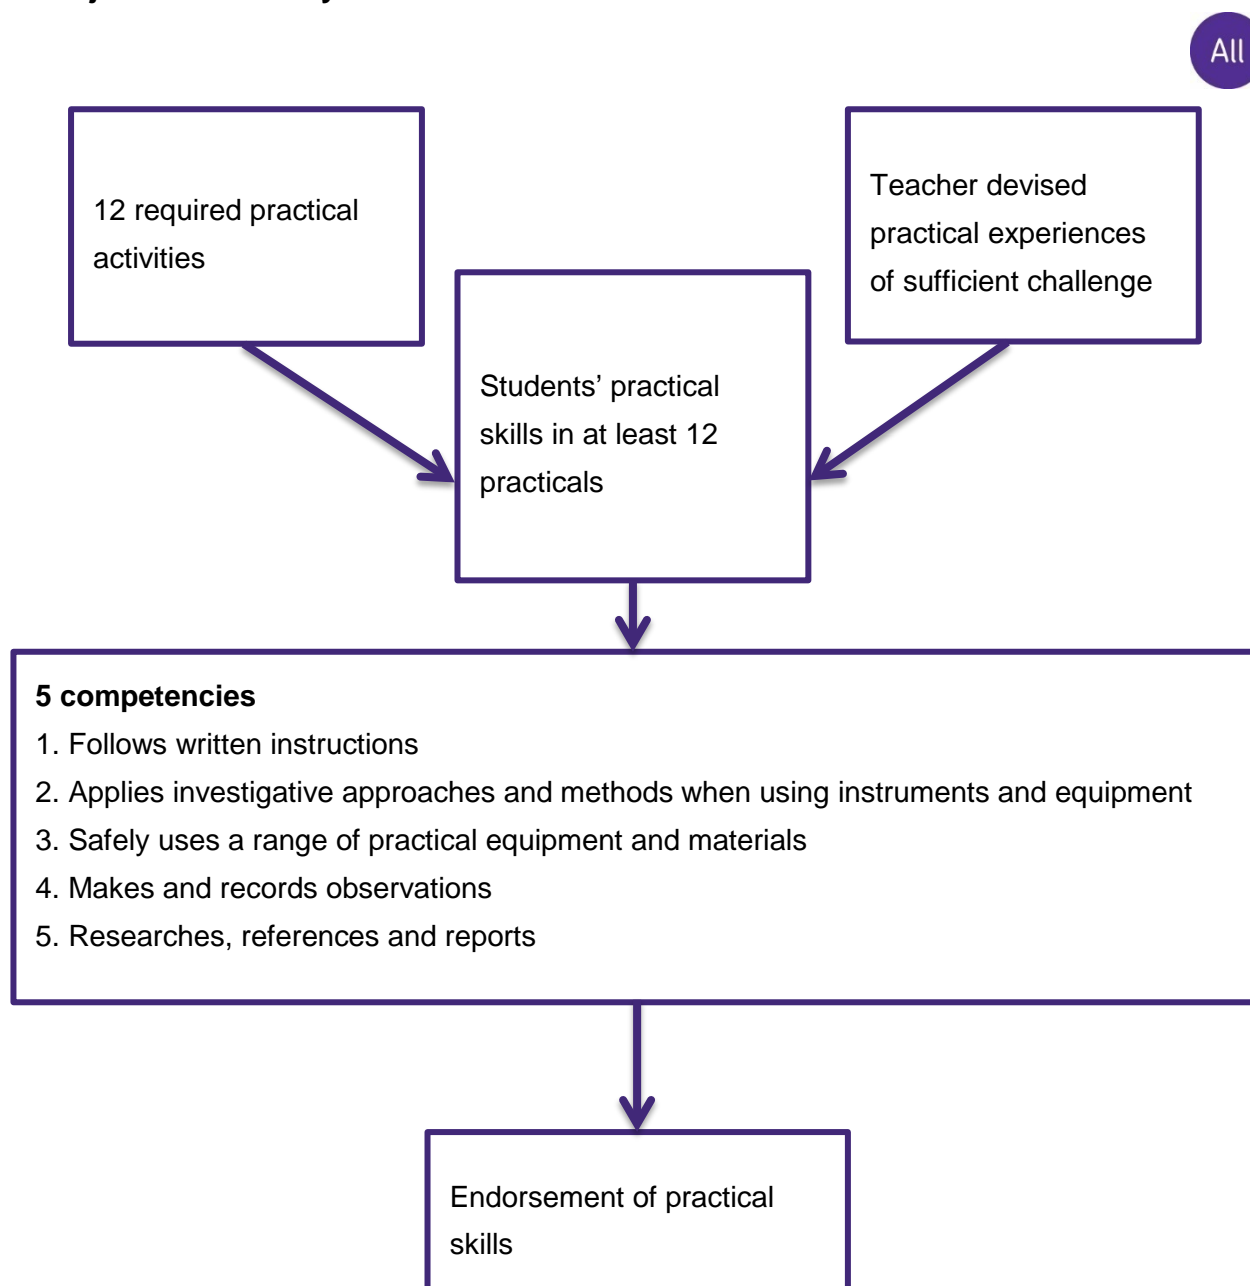 All
12 required practical
activities
Teacher devised
practical experiences
of sufficient challenge
Students’ practical
skills in at least 12
practicals
5 competencies
1. Follows written instructions
2. Applies investigative approaches and methods when using instruments and equipment
3. Safely uses a range of practical equipment and materials
4. Makes and records observations
5. Researches, references and reports
Endorsement of practical
skills